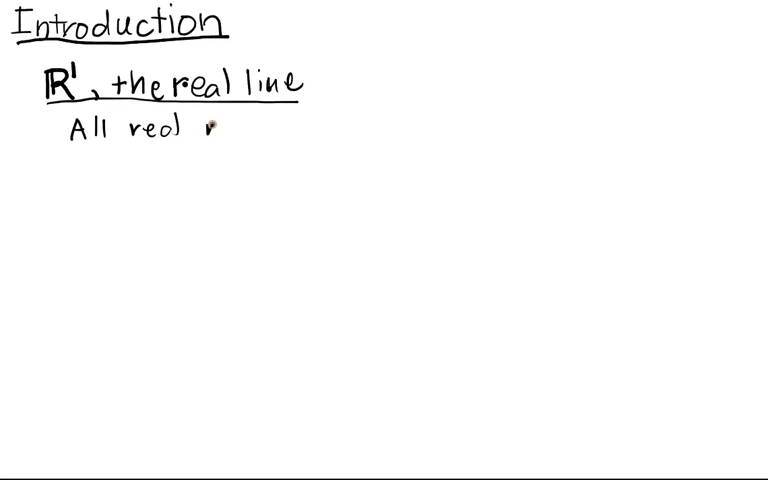 Introduction
ℝ¹, the real line
All real